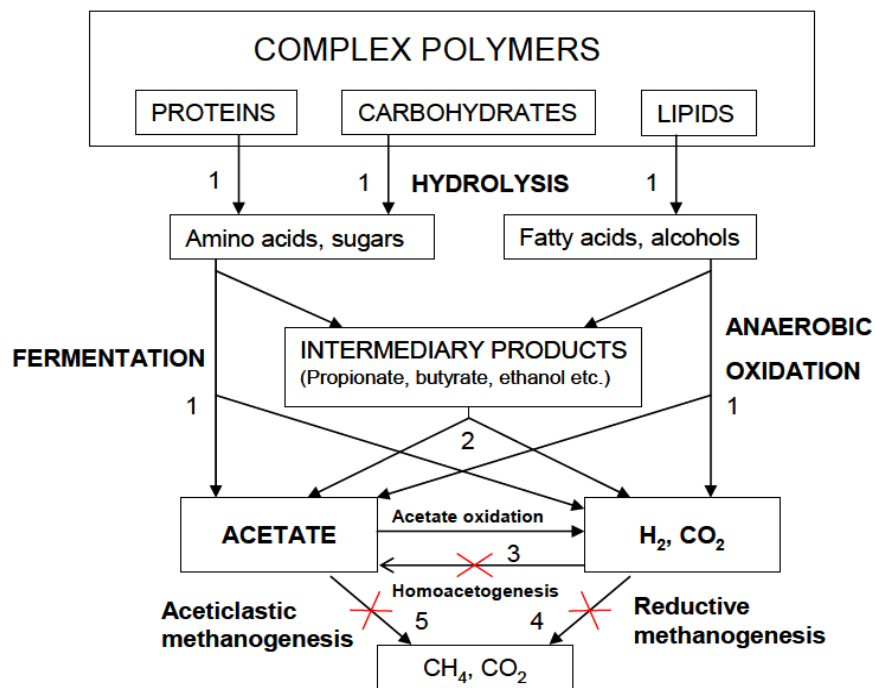 COMPLEX POLYMERS
PROTEINS
CARBOHYDRATES
LIPIDS
1
1
HYDROLYSIS
1
Amino acids, sugars
Fatty acids, alcohols
FERMENTATION
INTERMEDIARY PRODUCTS
(Propionate, butyrate, ethanol etc.)
ANAEROBIC
OXIDATION
1
2
1
ACETATE
Acetate oxidation
H₂, CO₂
3
Homoacetogenesis
Aceticlastic
methanogenesis
5
4
Reductive
methanogenesis
CH₄, CO₂